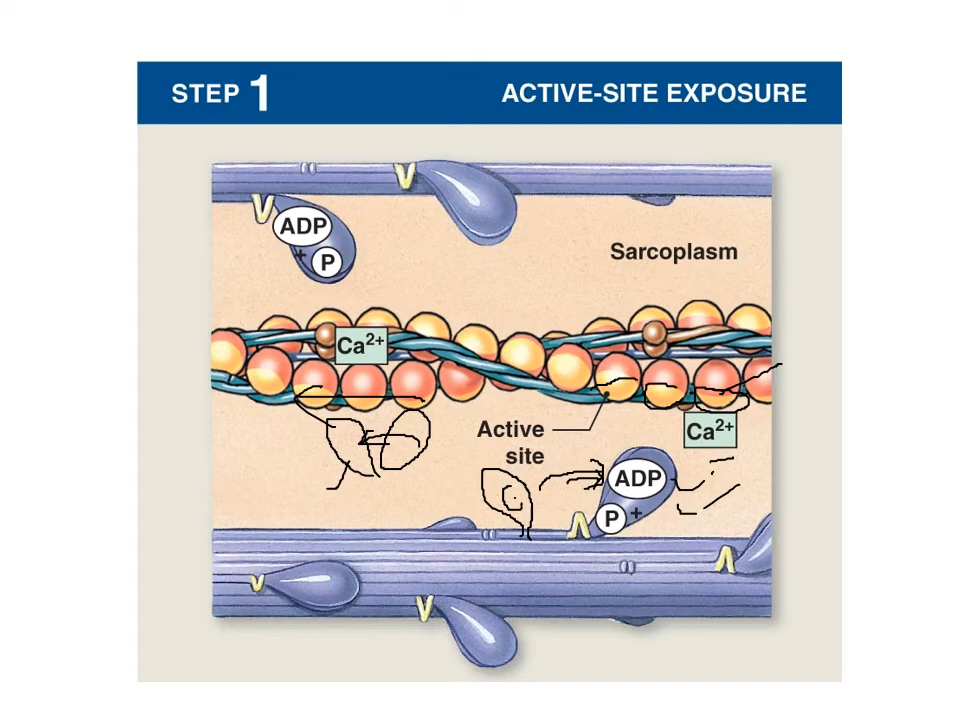 STEP 1
ACTIVE-SITE EXPOSURE
ADP
+
P
Sarcoplasm
Ca2+
Active
site
Ca2+
ADP
P +